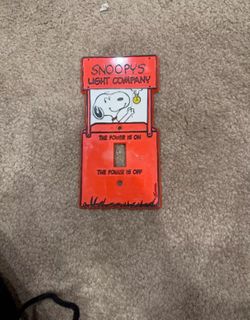 SNOOPY'S
LIGHT COMPANY
THE POWER IS ON
THE POWER IS OFF